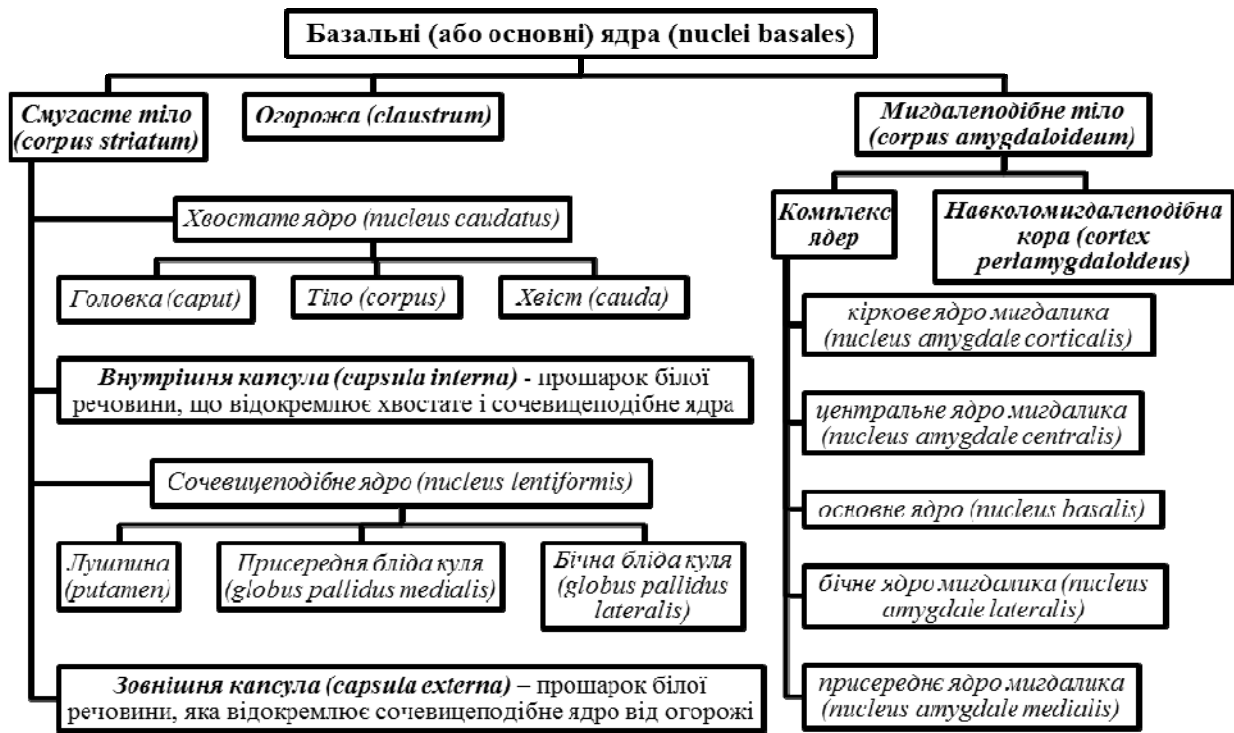 Базальні (або основні) ядра (nuclei basales)
Смугасте тіло
(corpus striatum)
Огорожа (claustrum)
Мигдалеподібне тіло
(corpus amygdaloideum)
Хвостате ядро (nucleus caudatus)
Головка (caput)
Тіло (corpus)
Хвіст (cauda)
Внутрішня капсула (capsula interna) - прошарок білої
речовини, що відокремлює хвостате і сочевицеподібне ядра
Сочевицеподібне ядро (nucleus lentiformis)
Лушпина
(putamen)
Присередня бліда куля
(globus pallidus medialis)
Бічна бліда куля
(globus pallidus
lateralis)
Зовнішня капсула (capsula externa) – прошарок білої
речовини, яка відокремлює сочевицеподібне ядро від огорожі
Комплекс
ядер
Навколомигдалеподібна
кора (cortex
periamygdaloideus)
кіркове ядро мигдалика
(nucleus amygdale corticalis)
центральне ядро мигдалика
(nucleus amygdale centralis)
основне ядро (nucleus basalis)
бічне ядро мигдалика (nucleus
amygdale lateralis)
присереднє ядро мигдалика
(nucleus amygdale medialis)